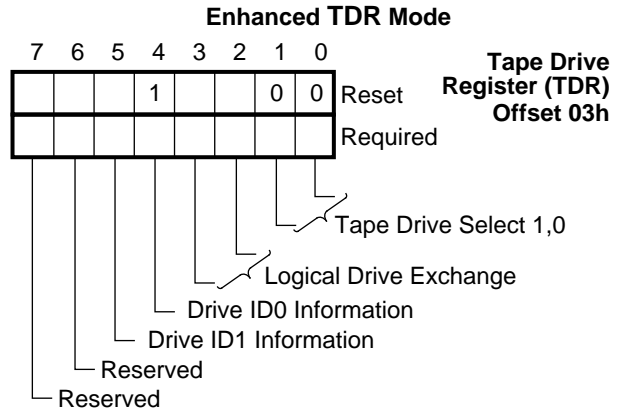 Enhanced TDR Mode
7 6 5 4 3 2 1 0
Tape Drive
Register (TDR)
Offset 03h
1 0 0 Reset
Required
Tape Drive Select 1,0
Logical Drive Exchange
Drive ID0 Information
Drive ID1 Information
Reserved
Reserved